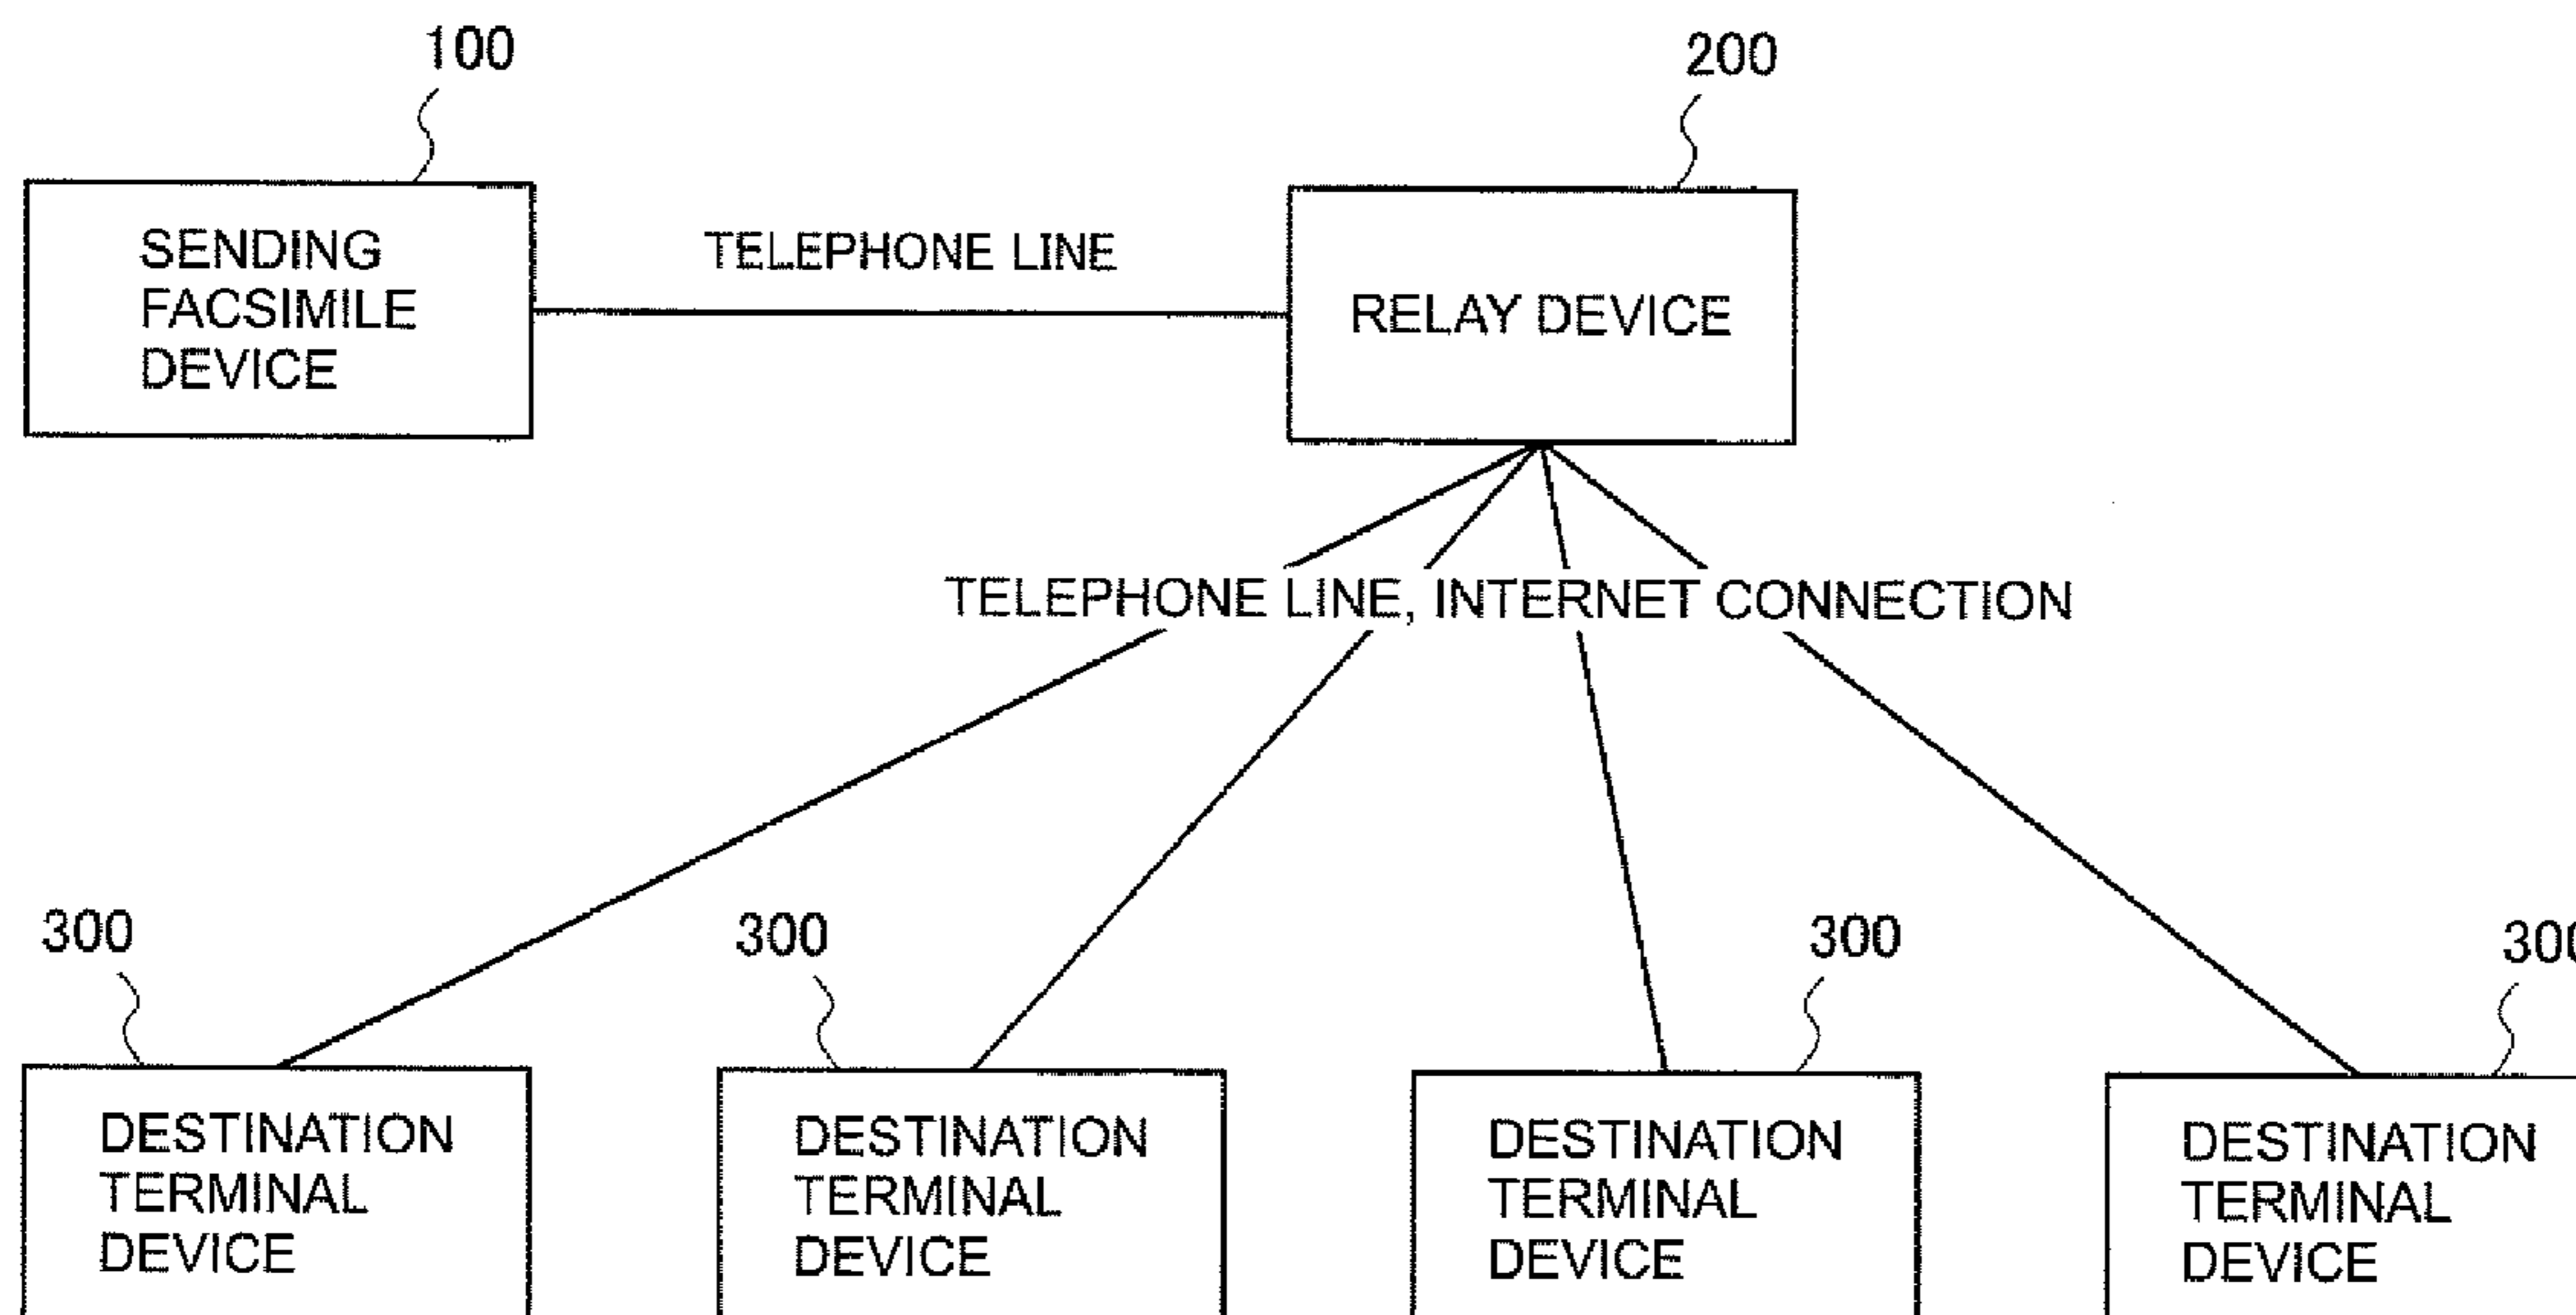 100
200
SENDING
FACSIMILE
DEVICE
TELEPHONE LINE
RELAY DEVICE
TELEPHONE LINE, INTERNET CONNECTION
300
300
300
300
DESTINATION
TERMINAL
DEVICE
DESTINATION
TERMINAL
DEVICE
DESTINATION
TERMINAL
DEVICE
DESTINATION
TERMINAL
DEVICE